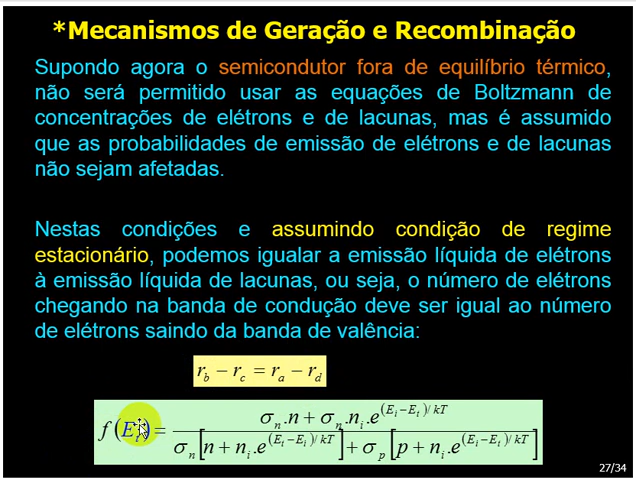 *Mecanismos de Geração e Recombinação
Supondo agora o semicondutor fora de equilíbrio térmico,
não será permitido usar as equações de Boltzmann de
concentrações de elétrons e de lacunas, mas é assumido
que as probabilidades de emissão de elétrons e de lacunas
não sejam afetadas.
Nestas condições e assumindo condição de regime
estacionário, podemos igualar a emissão líquida de elétrons
à emissão líquida de lacunas, ou seja, o número de elétrons
chegando na banda de condução deve ser igual ao número
de elétrons saindo da banda de valência:
r_b − r_c = r_a − r_d
f(E_t) = (σ_n.n + σ_n.n_i.e^((E_i−E_t)/kT)) / (σ_n[n + n_i.e^((E_t−E_i)/kT)] + σ_p[p + n_i.e^((E_i−E_t)/kT)])
27/34